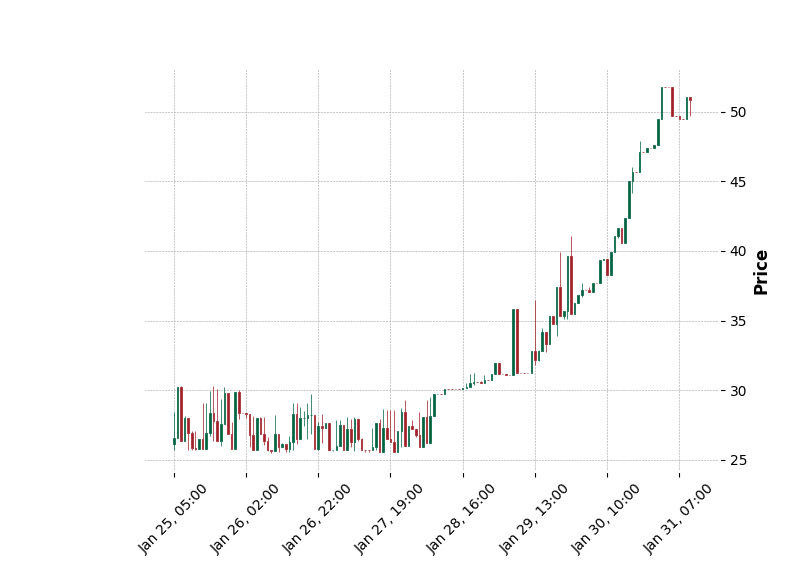 50
45
40
35
30
25
Price
Jan 25, 05:00
Jan 26, 02:00
Jan 26, 22:00
Jan 27, 19:00
Jan 28, 16:00
Jan 29, 13:00
Jan 30, 10:00
Jan 31, 07:00